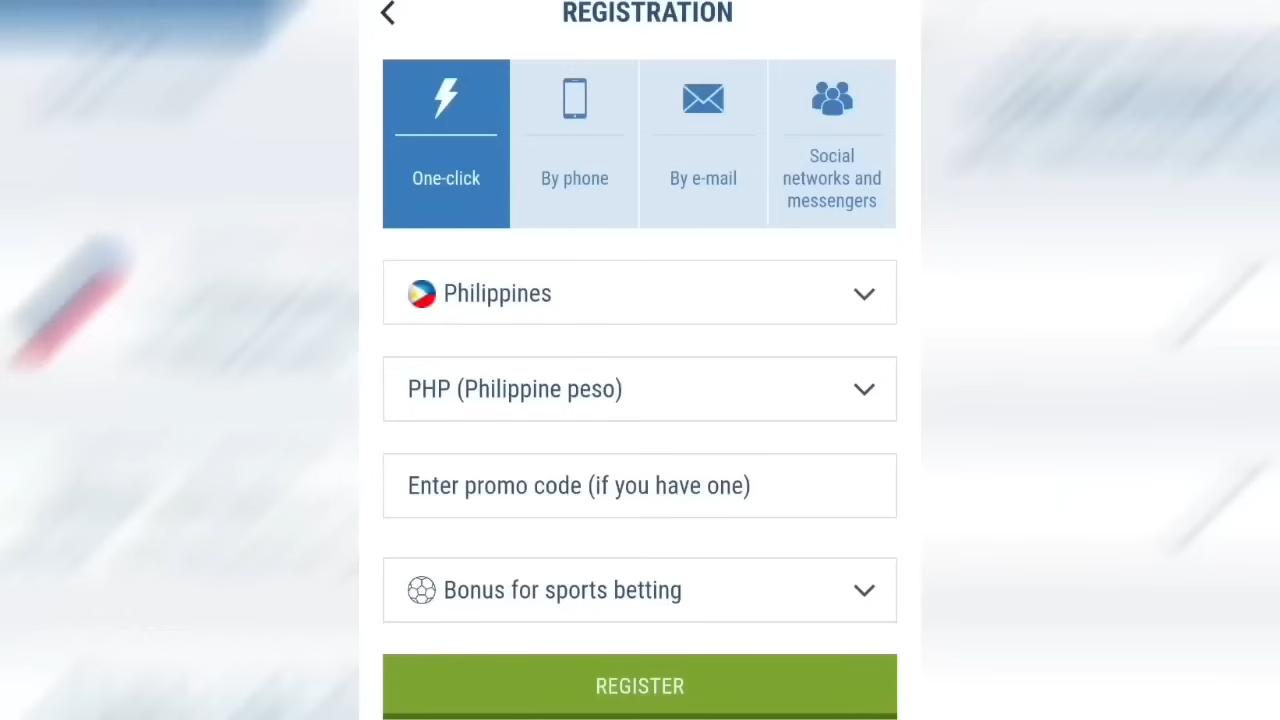 REGISTRATION
One-click
By phone
By e-mail
Social
networks and
messengers
Philippines
PHP (Philippine peso)
Enter promo code (if you have one)
Bonus for sports betting
REGISTER